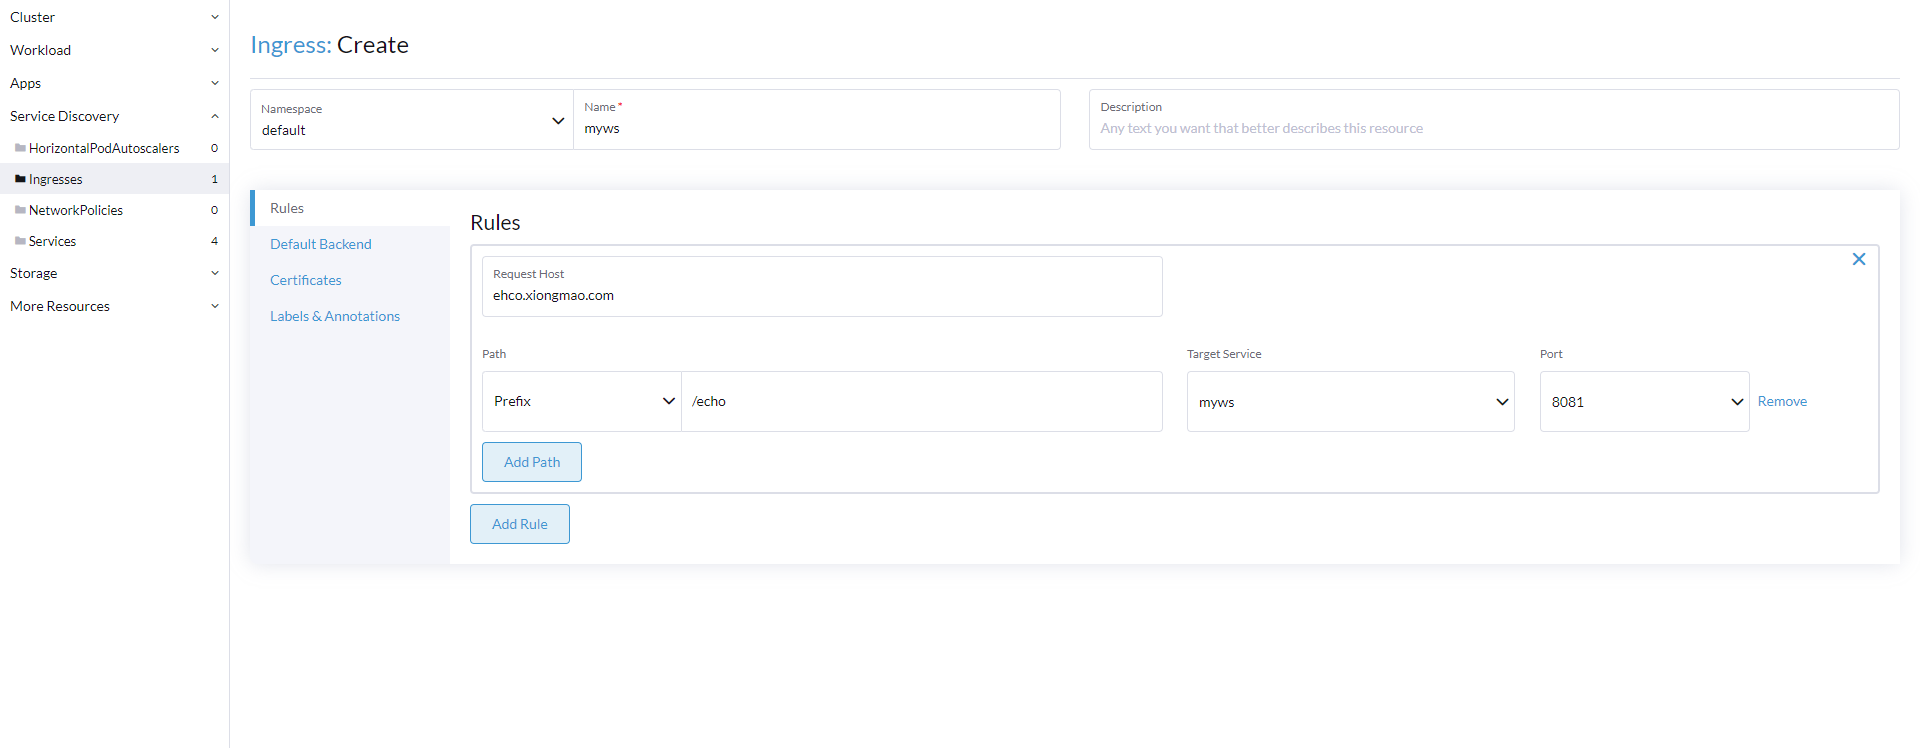 Cluster
Workload
Apps
Service Discovery
HorizontalPodAutoscalers 0
Ingresses 1
NetworkPolicies 0
Services 4
Storage
More Resources
Ingress: Create
Namespace
default
Name *
myws
Description
Any text you want that better describes this resource
Rules
Default Backend
Certificates
Labels & Annotations
Rules
Request Host
ehco.xiongmao.com
Path Target Service Port
Prefix /echo myws 8081 Remove
Add Path
Add Rule